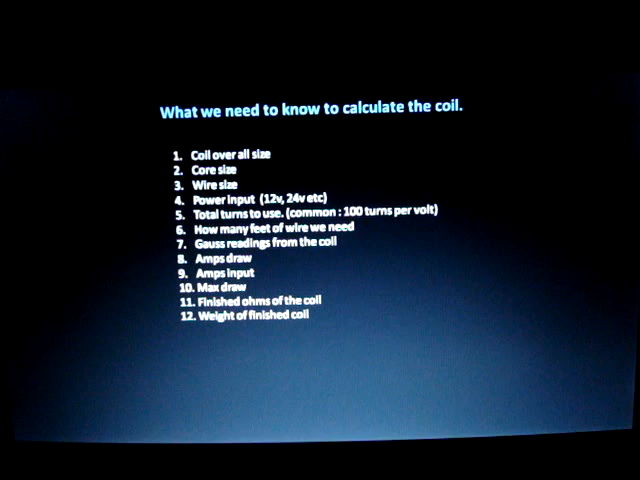 What we need to know to calculate the coil.
1. Coil over all size
2. Core size
3. Wire size
4. Power input (12v, 24v etc)
5. Total turns to use. (common : 100 turns per volt)
6. How many feet of wire we need
7. Gauss readings from the coil
8. Amps draw
9. Amps input
10. Max draw
11. Finished ohms of the coil
12. Weight of finished coil